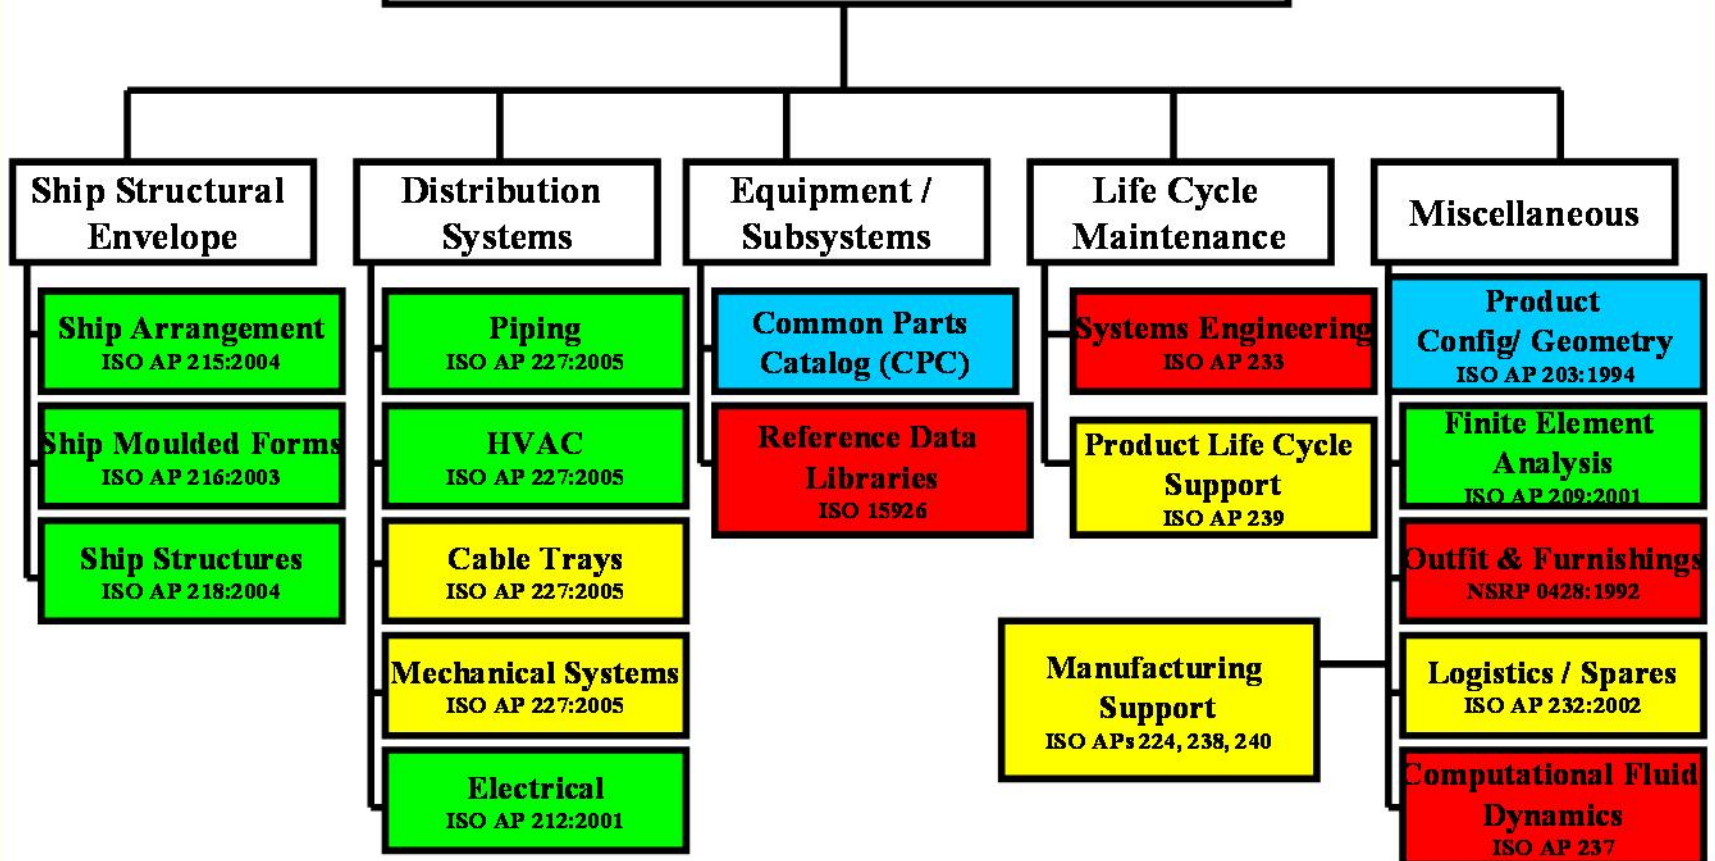 Ship Structural
Envelope
Ship Arrangement
ISO AP 215:2004
Ship Moulded Forms
ISO AP 216:2003
Ship Structures
ISO AP 218:2004
Distribution
Systems
Piping
ISO AP 227:2005
HVAC
ISO AP 227:2005
Cable Trays
ISO AP 227:2005
Mechanical Systems
ISO AP 227:2005
Electrical
ISO AP 212:2001
Equipment /
Subsystems
Common Parts
Catalog (CPC)
Reference Data
Libraries
ISO 15926
Life Cycle
Maintenance
Systems Engineering
ISO AP 233
Product Life Cycle
Support
ISO AP 239
Miscellaneous
Product
Config/ Geometry
ISO AP 203:1994
Finite Element
Analysis
ISO AP 209:2001
Outfit & Furnishings
NSRP 0428:1992
Logistics / Spares
ISO AP 232:2002
Computational Fluid
Dynamics
ISO AP 237
Manufacturing
Support
ISO APs 224, 238, 240